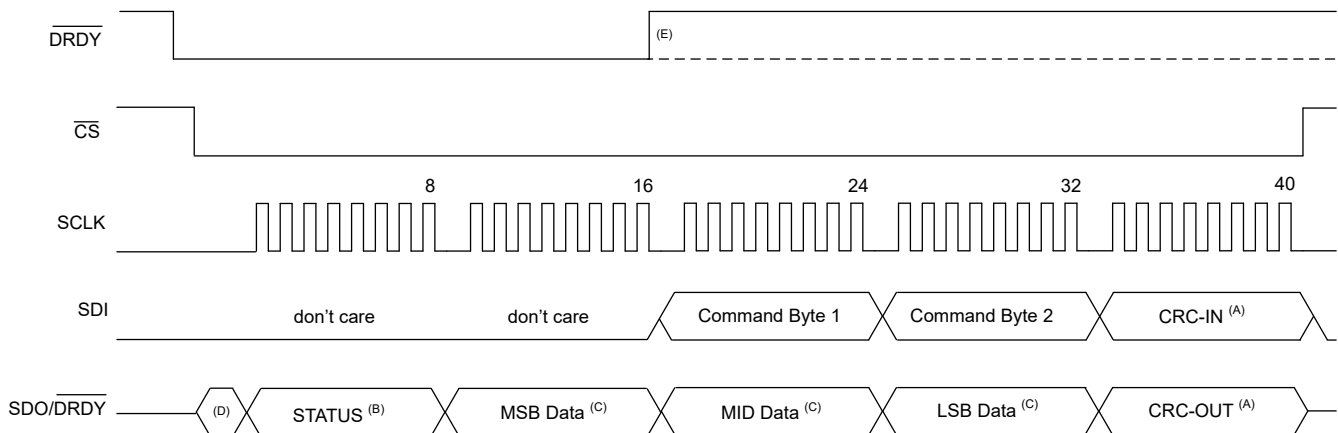 DRDY
(E)
CS
8 16 24 32 40
SCLK
SDI don't care don't care Command Byte 1 Command Byte 2 CRC-IN (A)
SDO/DRDY (D) STATUS (B) MSB Data (C) MID Data (C) LSB Data (C) CRC-OUT (A)